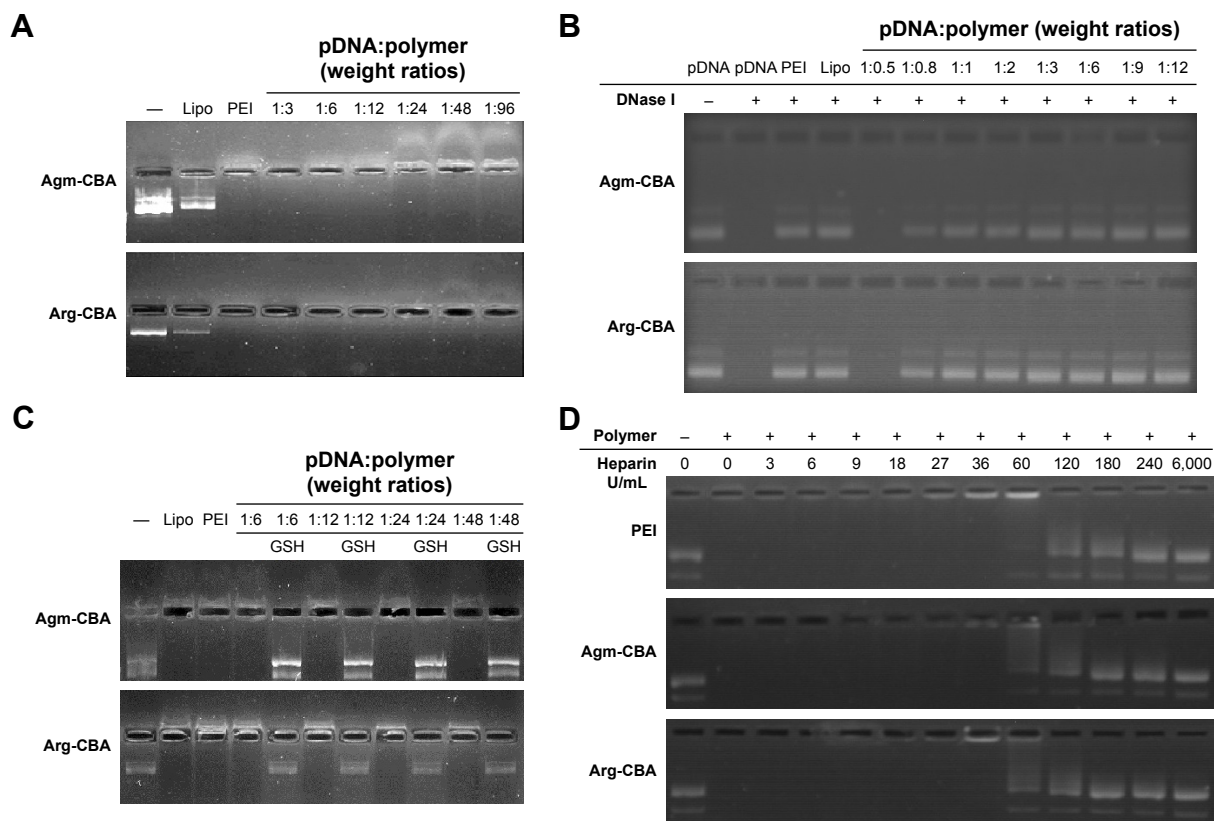 A
pDNA:polymer
(weight ratios)
— Lipo PEI 1:3 1:6 1:12 1:24 1:48 1:96
Agm-CBA
Arg-CBA
B
pDNA:polymer (weight ratios)
pDNA pDNA PEI Lipo 1:0.5 1:0.8 1:1 1:2 1:3 1:6 1:9 1:12
DNase I – + + + + + + + + + + +
Agm-CBA
Arg-CBA
C
pDNA:polymer
(weight ratios)
— Lipo PEI 1:6 1:6 1:12 1:12 1:24 1:24 1:48 1:48
GSH GSH GSH GSH
Agm-CBA
Arg-CBA
D
Polymer – + + + + + + + + + + + +
Heparin 0 0 3 6 9 18 27 36 60 120 180 240 6,000
U/mL
PEI
Agm-CBA
Arg-CBA